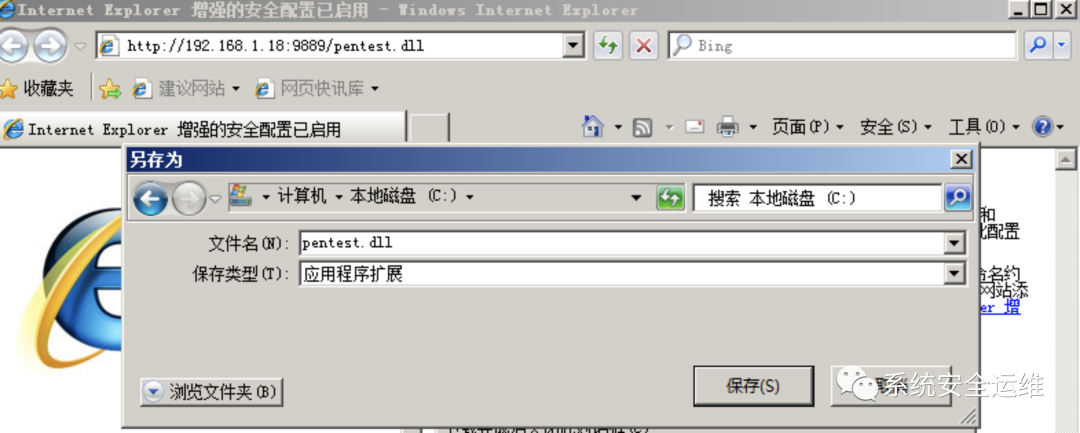 Internet Explorer 增强的安全配置已启用 - Windows Internet Explorer
http://192.168.1.18:9889/pentest.dll
Bing
收藏夹 建议网站 网页快讯库
Internet Explorer 增强的安全配置已启用 页面(P) 安全(S) 工具(O)
另存为
计算机 本地磁盘 (C:) 搜索 本地磁盘 (C:)
文件名(N): pentest.dll
保存类型(T): 应用程序扩展
和
配置
命名约
网站添
er 增
浏览文件夹(B) 保存(S)
系统安全运维